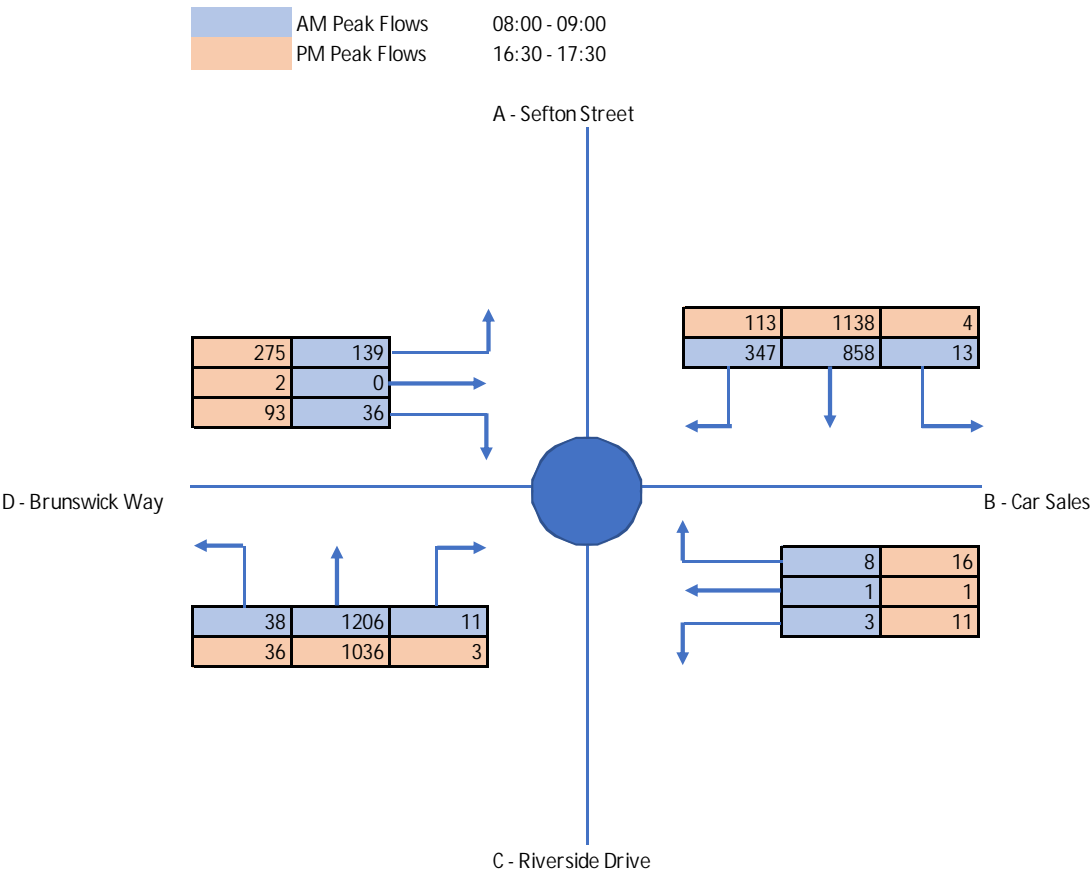 AM Peak Flows 08:00 - 09:00
PM Peak Flows 16:30 - 17:30
A - Sefton Street
113 1138 4
347 858 13
275 139
2 0
93 36
D - Brunswick Way
B - Car Sales
8 16
1 1
3 11
38 1206 11
36 1036 3
C - Riverside Drive